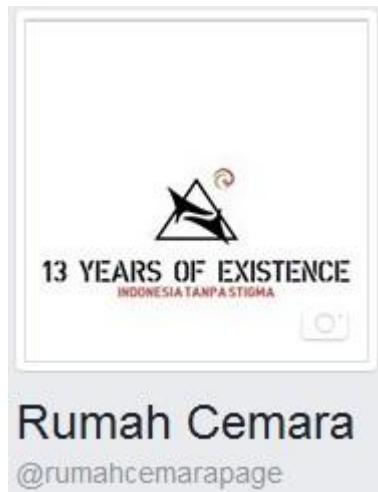 13 YEARS OF EXISTENCE
INDONESIA TANPA STIGMA
Rumah Cemara
@rumahcemarapage